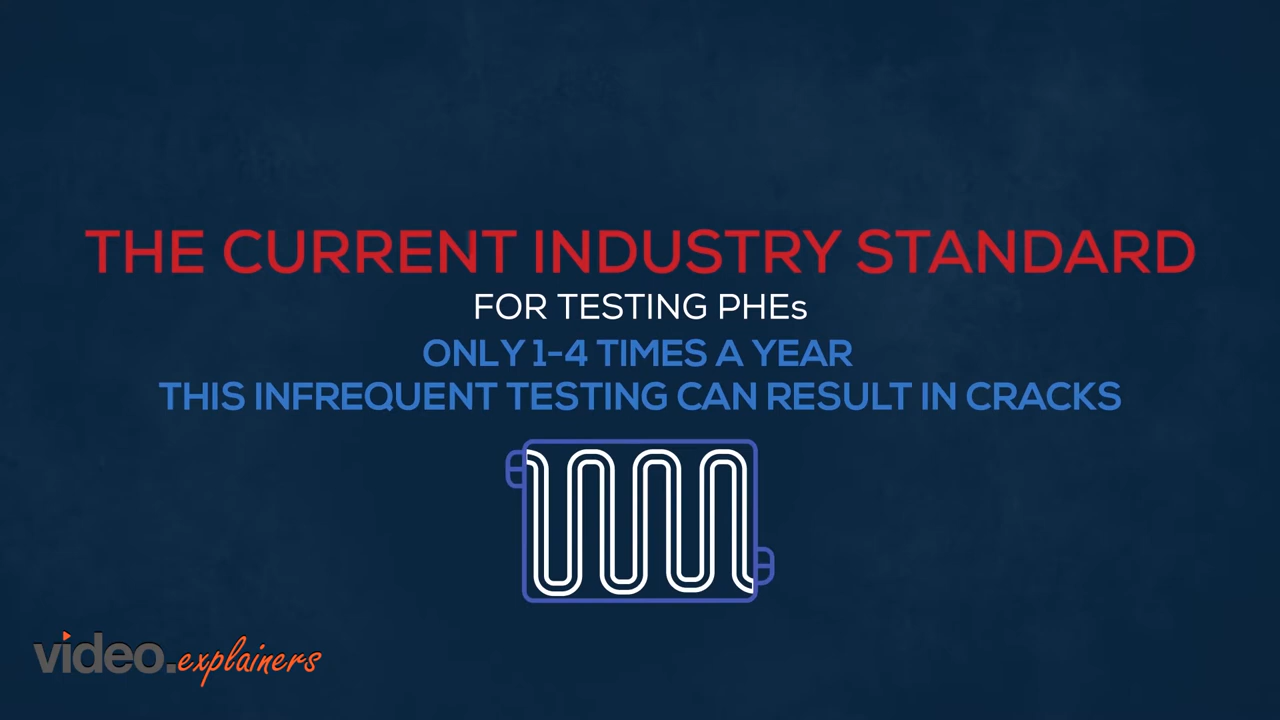 THE CURRENT INDUSTRY STANDARD
FOR TESTING PHEs
ONLY 1-4 TIMES A YEAR
THIS INFREQUENT TESTING CAN RESULT IN CRACKS
video.explainers